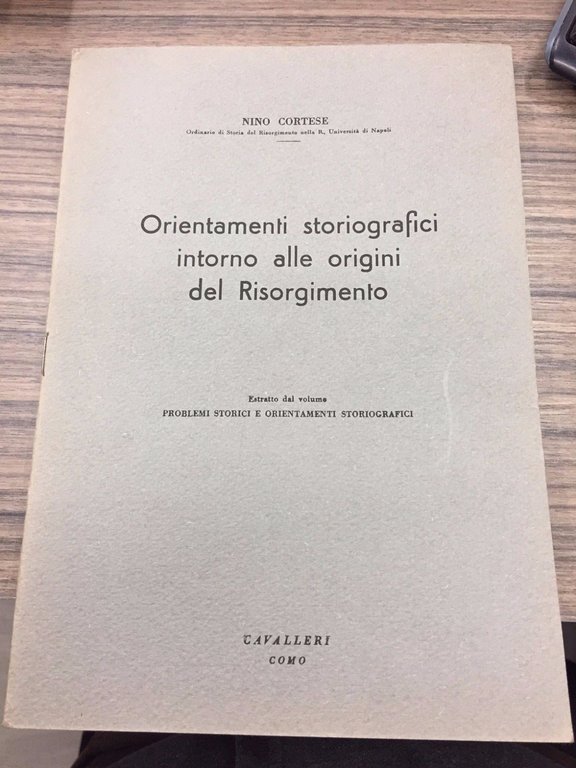 NINO CORTESE
Ordinario di Storia del Risorgimento nella R. Università di Napoli
Orientamenti storiografici
intorno alle origini
del Risorgimento
Estratto dal volume
PROBLEMI STORICI E ORIENTAMENTI STORIOGRAFICI
CAVALLERI
COMO